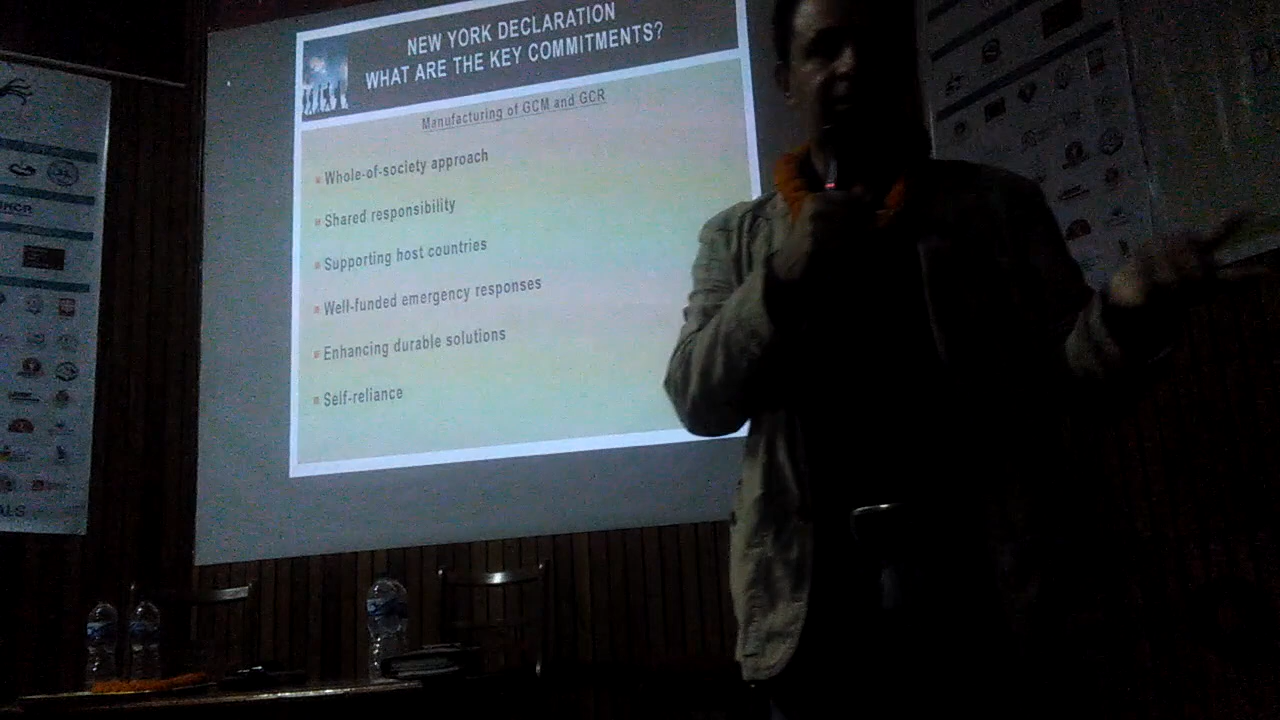 NEW YORK DECLARATION
WHAT ARE THE KEY COMMITMENTS?
Manufacturing of GCM and GCR
Whole-of-society approach
Shared responsibility
Supporting host countries
Well-funded emergency responses
Enhancing durable solutions
Self-reliance